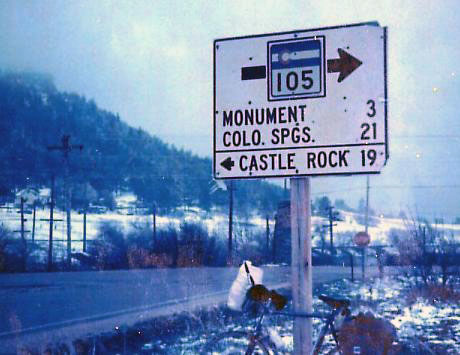 105
MONUMENT 3
COLO. SPGS. 21
CASTLE ROCK 19